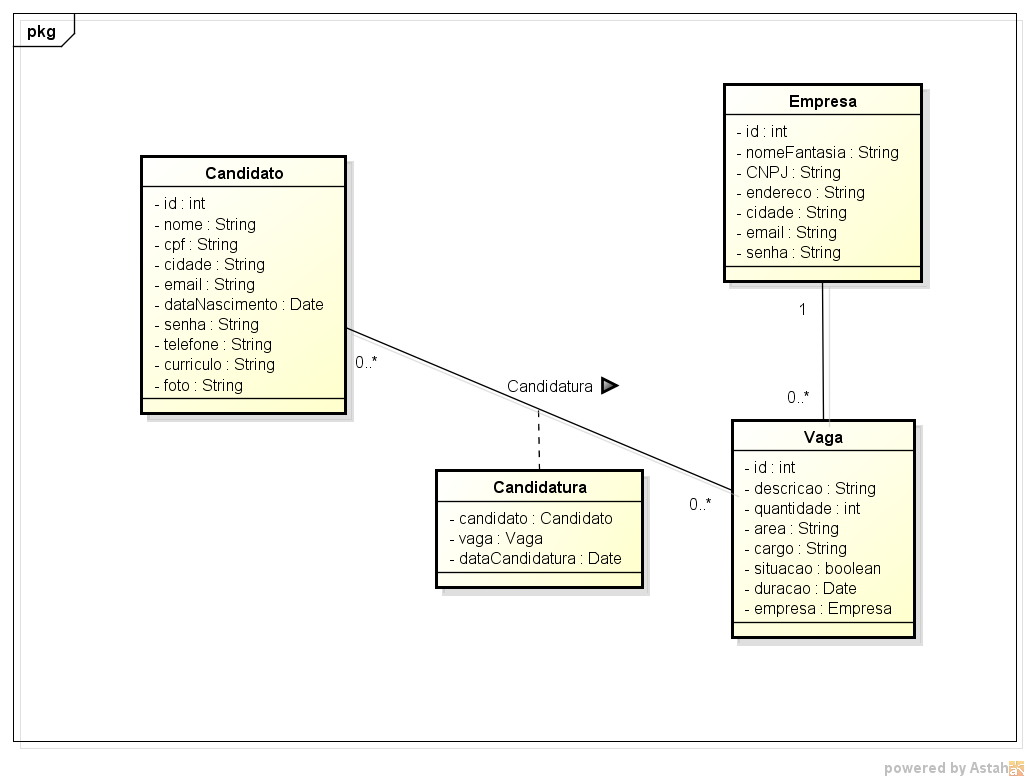 pkg
Empresa
- id : int
- nomeFantasia : String
- CNPJ : String
- endereco : String
- cidade : String
- email : String
- senha : String
Candidato
- id : int
- nome : String
- cpf : String
- cidade : String
- email : String
- dataNascimento : Date
- senha : String
- telefone : String
- curriculo : String
- foto : String
1
0..*
0..*
Candidatura
0..*
Candidatura
- candidato : Candidato
- vaga : Vaga
- dataCandidatura : Date
Vaga
- id : int
- descricao : String
- quantidade : int
- area : String
- cargo : String
- situacao : boolean
- duracao : Date
- empresa : Empresa
powered by Astah